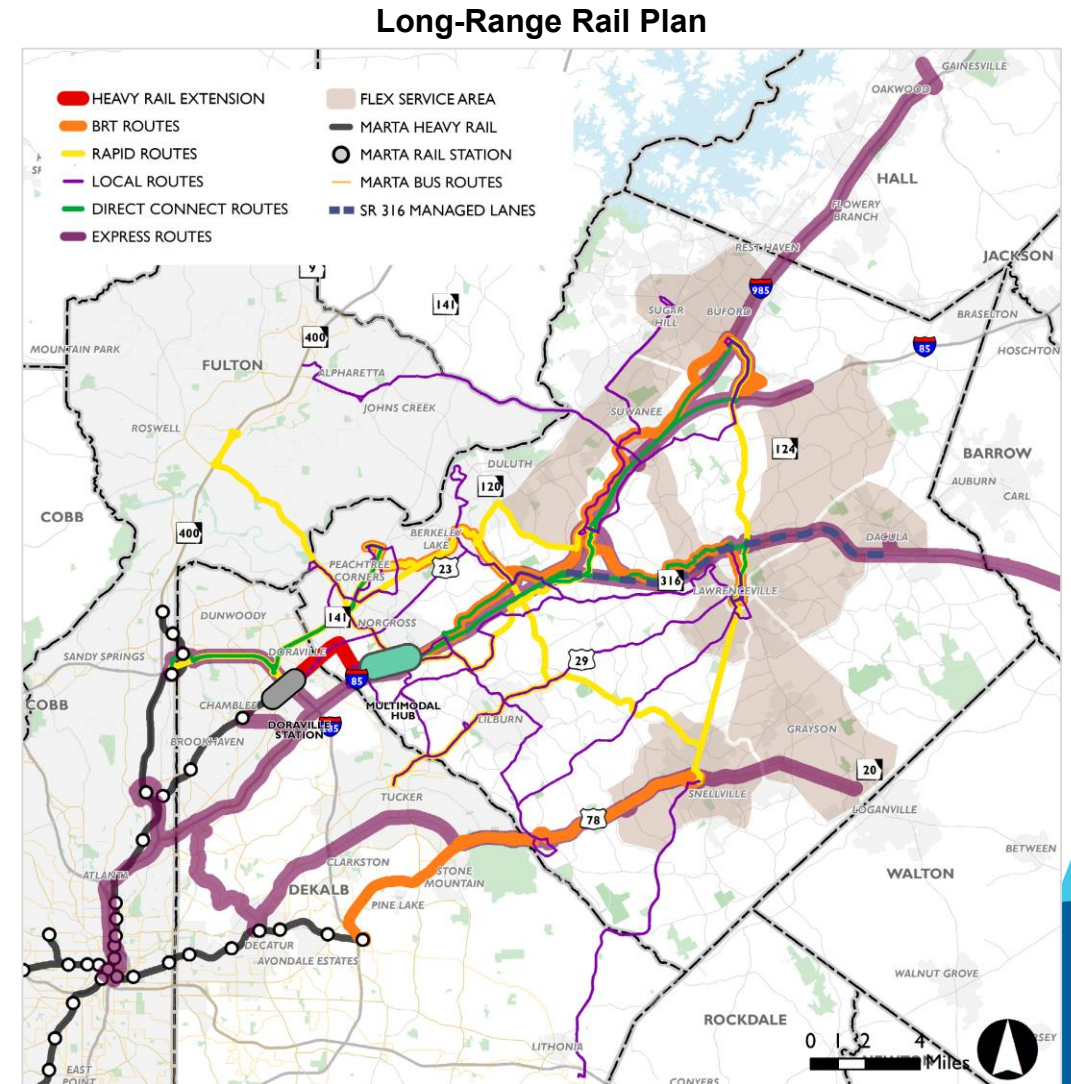 Long-Range Rail Plan
HEAVY RAIL EXTENSION
BRT ROUTES
RAPID ROUTES
LOCAL ROUTES
DIRECT CONNECT ROUTES
EXPRESS ROUTES
FLEX SERVICE AREA
MARTA HEAVY RAIL
MARTA RAIL STATION
MARTA BUS ROUTES
SR 316 MANAGED LANES
GAINESVILLE
OAKWOOD
HALL
FLOWERY
BRANCH
REST HAVEN
JACKSON
9
985
141
SUGAR
HILL
BUFORD
BRASELTON
400
85
HOSCHTON
MOUNTAIN PARK
FULTON
ALPHARETTA
JOHNS CREEK
SUWANEE
ROSWELL
124
BARROW
DULUTH
120
AUBURN
CARL
COBB
400
BERKELEY
LAKE
DACULA
PEACHTREE
CORNERS
23
316
LAWRENCEVILLE
DUNWOODY
141
NORCROSS
SANDY SPRINGS
DORAVILLE
29
85
COBB
CHAMBLEE
MULTIMODAL
HUB
DORAVILLE
STATION
85
LILBURN
GRAYSON
BROOKHAVEN
20
TUCKER
SNELLVILLE
LOGANVILLE
78
BETWEEN
CLARKSTON
ATLANTA
STONE
MOUNTAIN
WALTON
DEKALB
PINE LAKE
DECATUR
AVONDALE ESTATES
WALNUT GROVE
ROCKDALE
0 1 2 4
Miles
LITHONIA
EAST
POINT
CONYERS